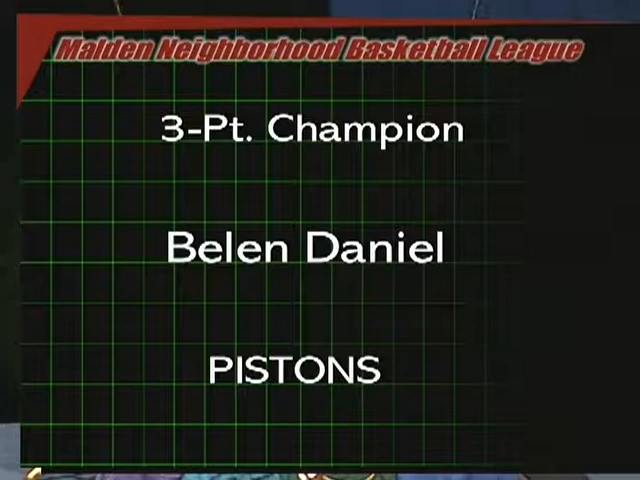 Malden Neighborhood Basketball League
3-Pt. Champion
Belen Daniel
PISTONS